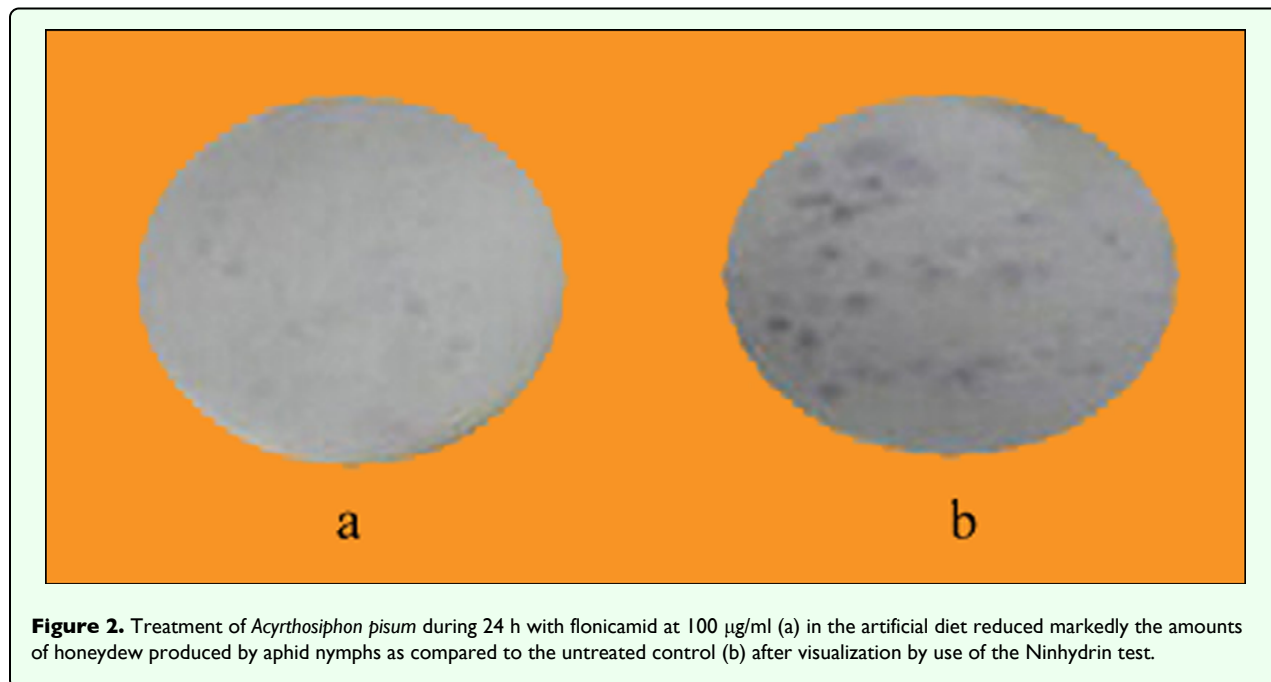 a
b
Figure 2. Treatment of Acyrthosiphon pisum during 24 h with flonicamid at 100 μg/ml (a) in the artificial diet reduced markedly the amounts
of honeydew produced by aphid nymphs as compared to the untreated control (b) after visualization by use of the Ninhydrin test.